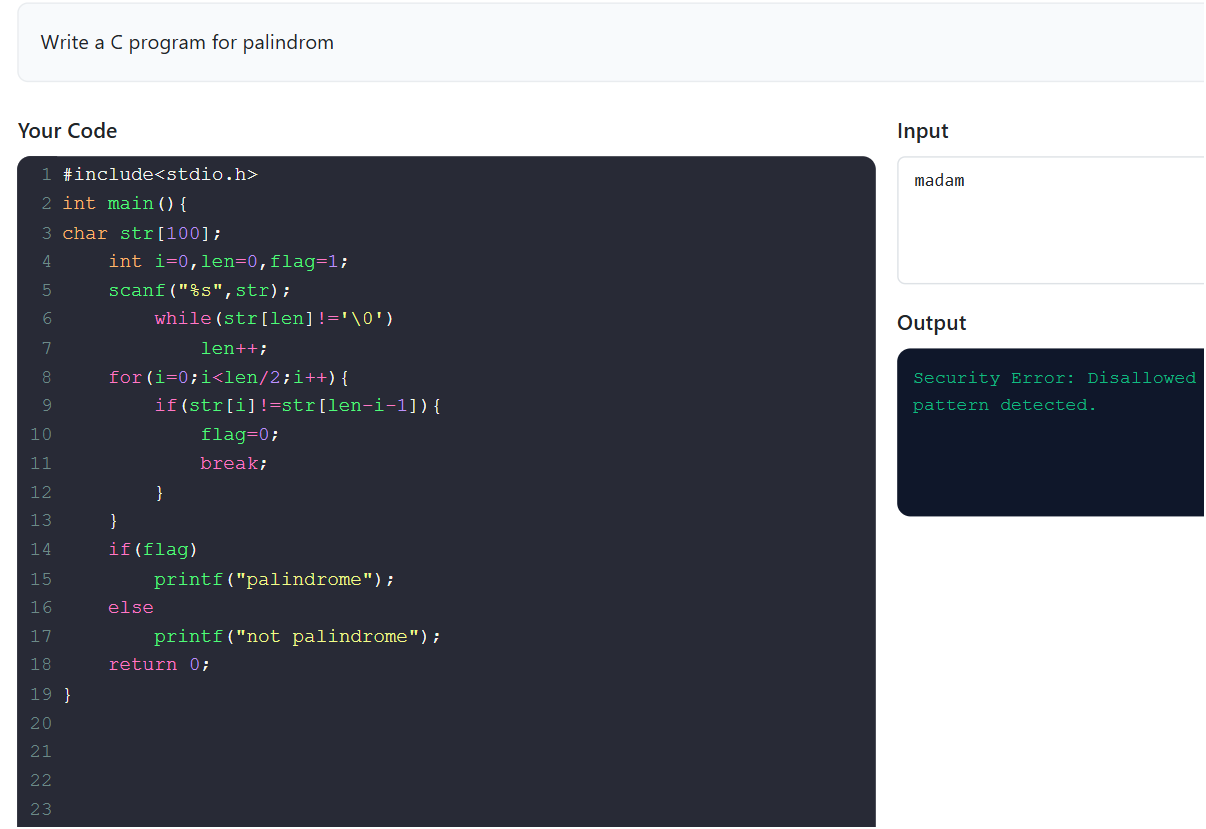 Write a C program for palindrom
Your Code
1 #include<stdio.h>
2 int main(){
3 char str[100];
4     int i=0,len=0,flag=1;
5     scanf("%s",str);
6         while(str[len]!='\0')
7             len++;
8     for(i=0;i<len/2;i++){
9         if(str[i]!=str[len-i-1]){
10             flag=0;
11             break;
12         }
13     }
14     if(flag)
15         printf("palindrome");
16     else
17         printf("not palindrome");
18     return 0;
19 }
20
21
22
23
Input
madam
Output
Security Error: Disallowed
pattern detected.